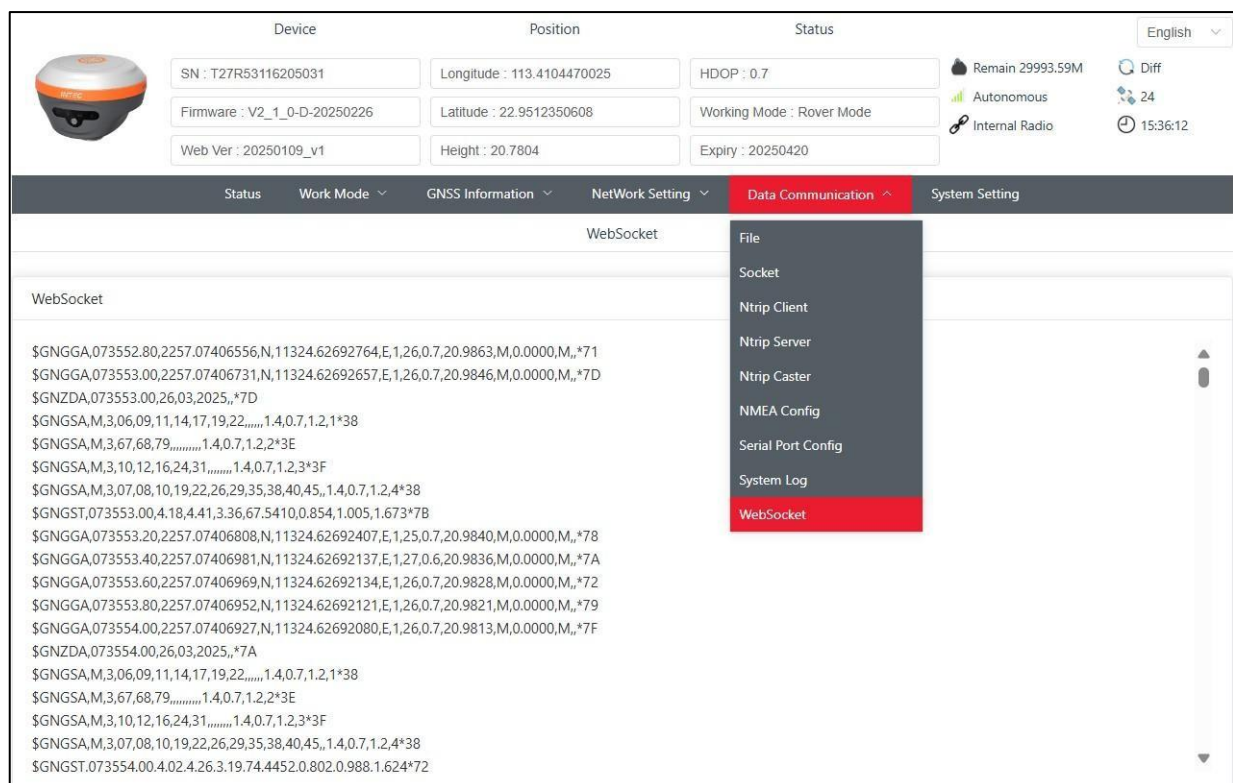 Device Position Status English
SN : T27R53116205031 Longitude : 113.4104470025 HDOP : 0.7 Remain 29993.59M Diff
Firmware : V2_1_0-D-20250226 Latitude : 22.9512350608 Working Mode : Rover Mode Autonomous 24
Web Ver : 20250109_v1 Height : 20.7804 Expiry : 20250420 Internal Radio 15:36:12
Status Work Mode GNSS Information NetWork Setting Data Communication System Setting
WebSocket
File
Socket
Ntrip Client
Ntrip Server
Ntrip Caster
NMEA Config
Serial Port Config
System Log
WebSocket
WebSocket
$GNGGA,073552.80,2257.07406556,N,11324.62692764,E,1,26,0.7,20.9863,M,0.0000,M,,*71
$GNGGA,073553.00,2257.07406731,N,11324.62692657,E,1,26,0.7,20.9846,M,0.0000,M,,*7D
$GNZDA,073553.00,26,03,2025,,*7D
$GNGSA,M,3,06,09,11,14,17,19,22,,,,,,1.4,0.7,1.2,1*38
$GNGSA,M,3,67,68,79,,,,,,,,,,1.4,0.7,1.2,2*3E
$GNGSA,M,3,10,12,16,24,31,,,,,,,,1.4,0.7,1.2,3*3F
$GNGSA,M,3,07,08,10,19,22,26,29,35,38,40,45,,1.4,0.7,1.2,4*38
$GNGST,073553.00,4.18,4.41,3.36,67.5410,0.854,1.005,1.673*7B
$GNGGA,073553.20,2257.07406808,N,11324.62692407,E,1,25,0.7,20.9840,M,0.0000,M,,*78
$GNGGA,073553.40,2257.07406981,N,11324.62692137,E,1,27,0.6,20.9836,M,0.0000,M,,*7A
$GNGGA,073553.60,2257.07406969,N,11324.62692134,E,1,26,0.7,20.9828,M,0.0000,M,,*72
$GNGGA,073553.80,2257.07406952,N,11324.62692121,E,1,26,0.7,20.9821,M,0.0000,M,,*79
$GNGGA,073554.00,2257.07406927,N,11324.62692080,E,1,26,0.7,20.9813,M,0.0000,M,,*7F
$GNZDA,073554.00,26,03,2025,,*7A
$GNGSA,M,3,06,09,11,14,17,19,22,,,,,,1.4,0.7,1.2,1*38
$GNGSA,M,3,67,68,79,,,,,,,,,,1.4,0.7,1.2,2*3E
$GNGSA,M,3,10,12,16,24,31,,,,,,,,1.4,0.7,1.2,3*3F
$GNGSA,M,3,07,08,10,19,22,26,29,35,38,40,45,,1.4,0.7,1.2,4*38
$GNGST,073554.00,4.02,4.26,3.19,74.4452,0.802,0.988,1.624*72